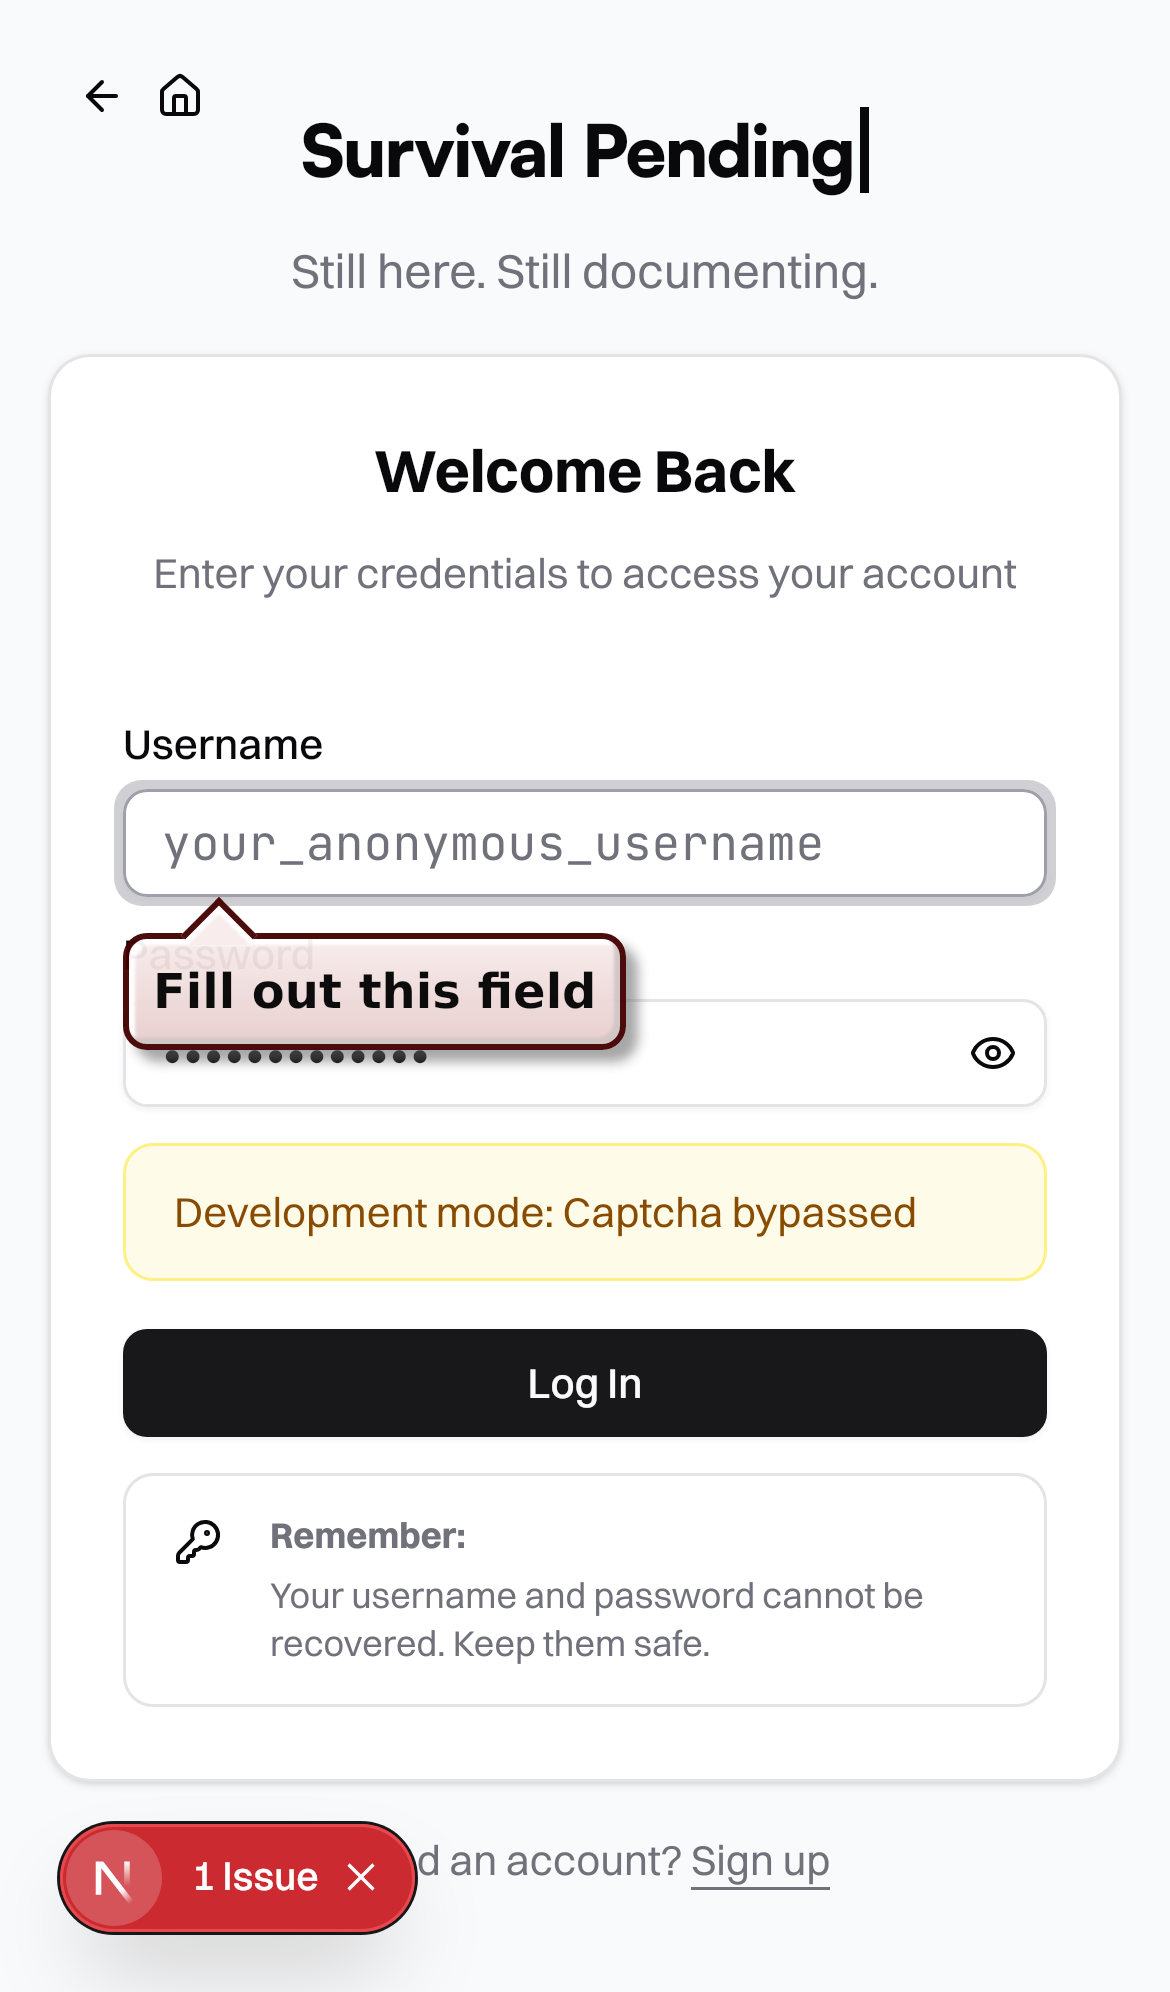 Survival Pending
Still here. Still documenting.
Welcome Back
Enter your credentials to access your account
Username
your_anonymous_username
Password
Fill out this field
Development mode: Captcha bypassed
Log In
Remember:
Your username and password cannot be
recovered. Keep them safe.
N 1 Issue
d an account? Sign up